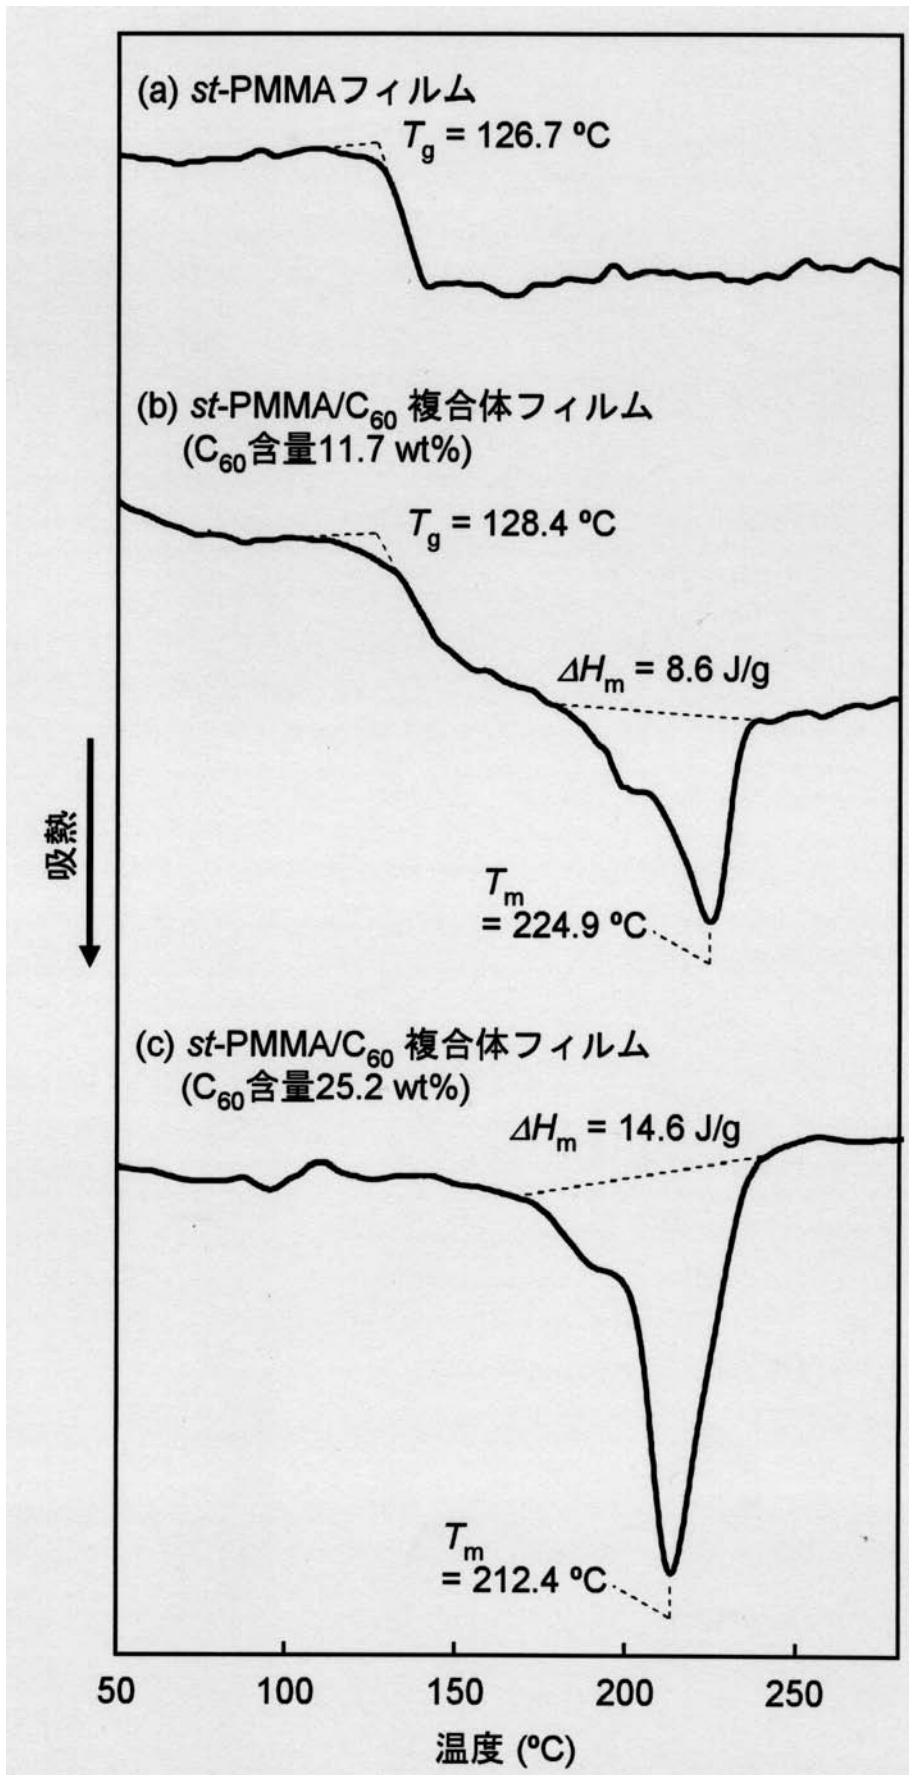 (a) st-PMMAフィルム
Tg = 126.7 ºC
(b) st-PMMA/C60 複合体フィルム
(C60含量11.7 wt%)
Tg = 128.4 ºC
ΔHm = 8.6 J/g
吸熱
Tm
= 224.9 ºC
(c) st-PMMA/C60 複合体フィルム
(C60含量25.2 wt%)
ΔHm = 14.6 J/g
Tm
= 212.4 ºC
50 100 150 200 250
温度 (ºC)